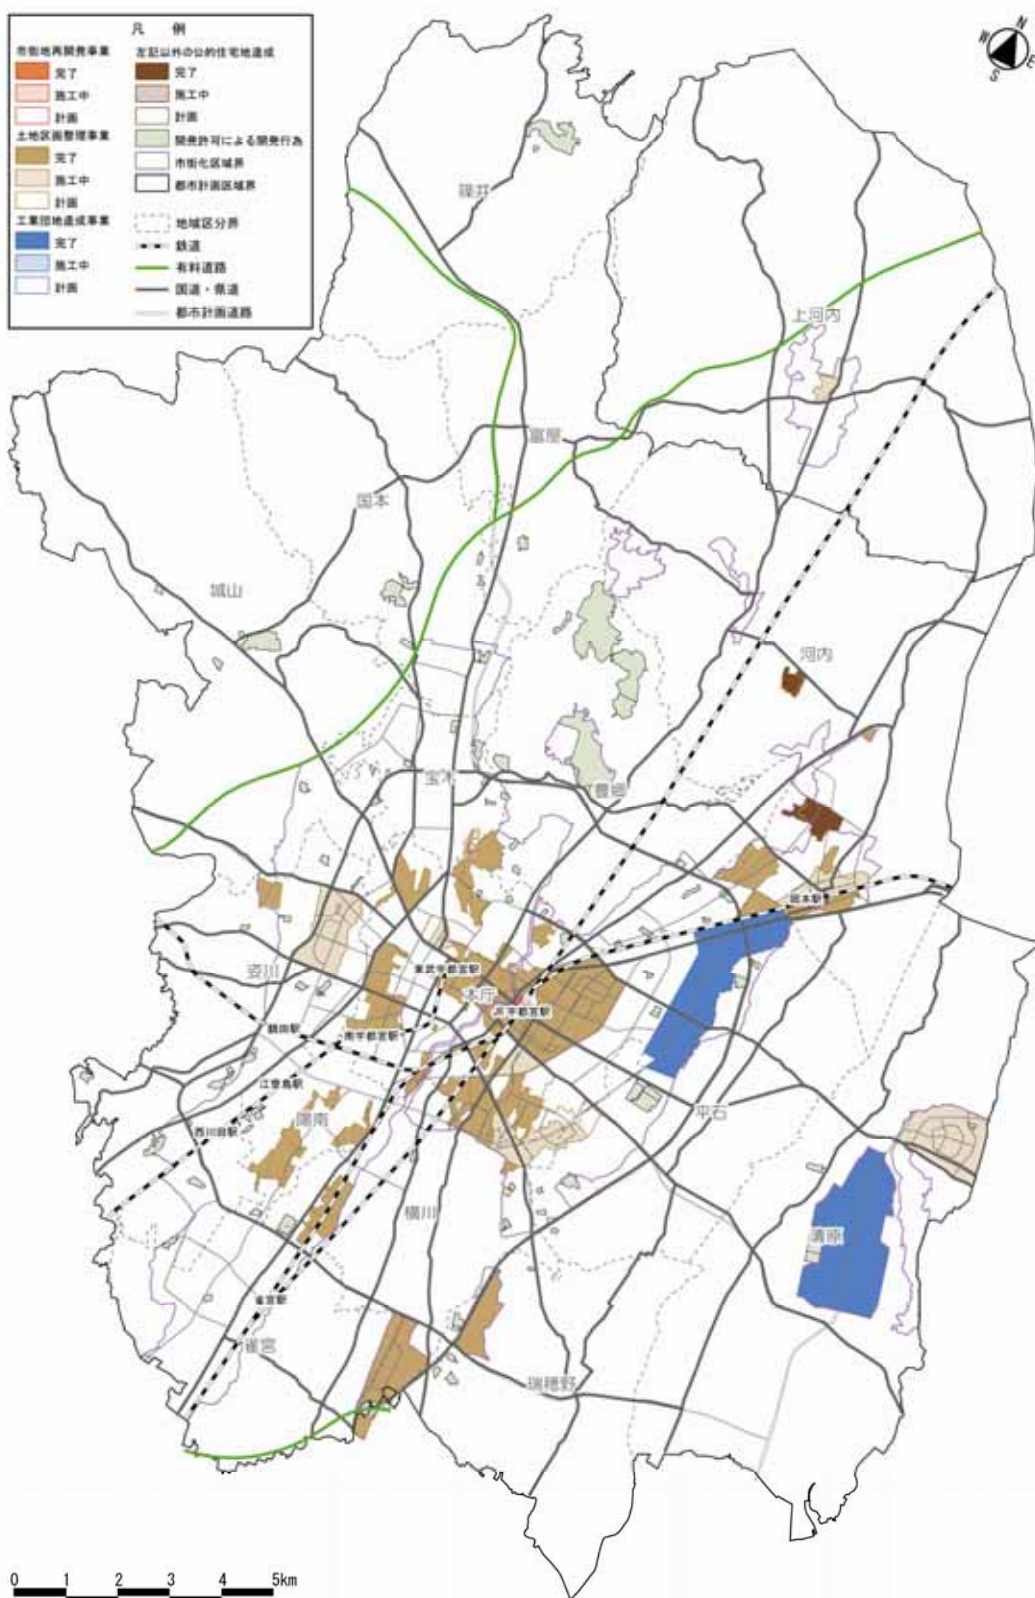 凡 例
市街地再開発事業
完了
施工中
計画
土地区画整理事業
完了
施工中
計画
工業団地造成事業
完了
施工中
計画
左記以外の公的住宅地造成
完了
施工中
計画
開発許可による開発行為
市街化区域界
都市計画区域界
地域区分界
鉄道
有料道路
国道・県道
都市計画道路
N
W
E
S
篠井
上河内
富屋
国本
城山
河内
宝木
豊郷
岡本駅
東武宇都宮駅
姿川
本庁
JR宇都宮駅
鶴田駅
南宇都宮駅
江曽島駅
陽南
平石
西川田駅
横川
清原
雀宮駅
雀宮
瑞穂野
0 1 2 3 4 5km